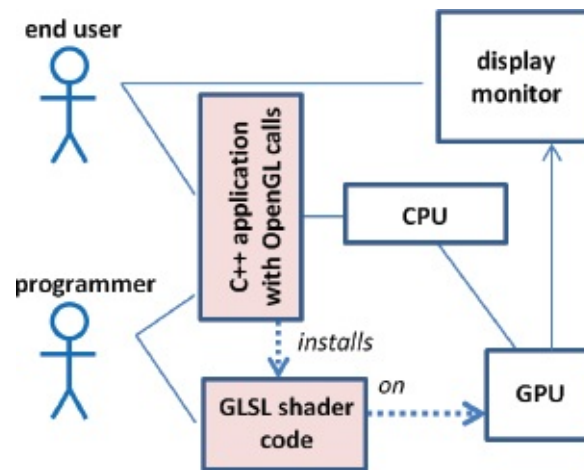 end user
display
monitor
C++ application
with OpenGL calls
CPU
programmer
installs
on
GLSL shader
code
GPU